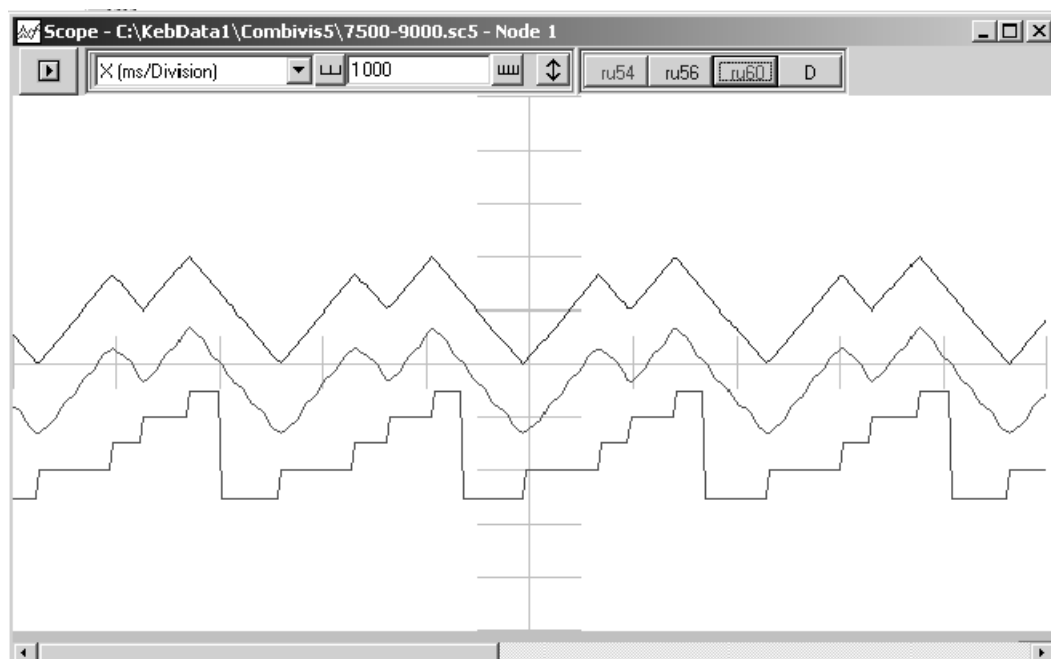 Scope - C:\KebData1\Combivis5\7500-9000.sc5 - Node 1
X (ms/Division) 1000 ru54 ru56 ru60 D